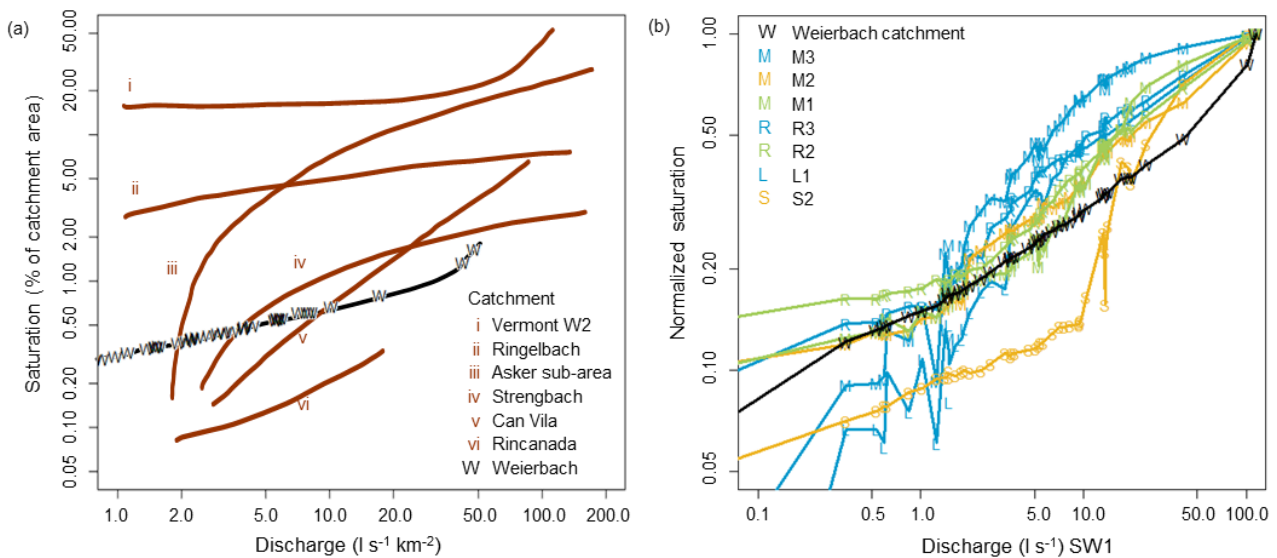 (a)
Saturation (% of catchment area)
50.00
20.00
5.00
2.00
1.00
0.50
0.20
0.10
0.05
i
ii
iii
iv
v
vi
W
Catchment
i Vermont W2
ii Ringelbach
iii Asker sub-area
iv Strengbach
v Can Vila
vi Rincanada
W Weierbach
1.0 2.0 5.0 10.0 20.0 50.0 100.0 200.0
Discharge (l s-1 km-2)
(b)
Normalized saturation
1.00
0.50
0.20
0.10
0.05
W Weierbach catchment
M M3
M M2
M M1
R R3
R R2
L L1
S S2
0.1 0.5 1.0 5.0 10.0 50.0 100.0
Discharge (l s-1) SW1